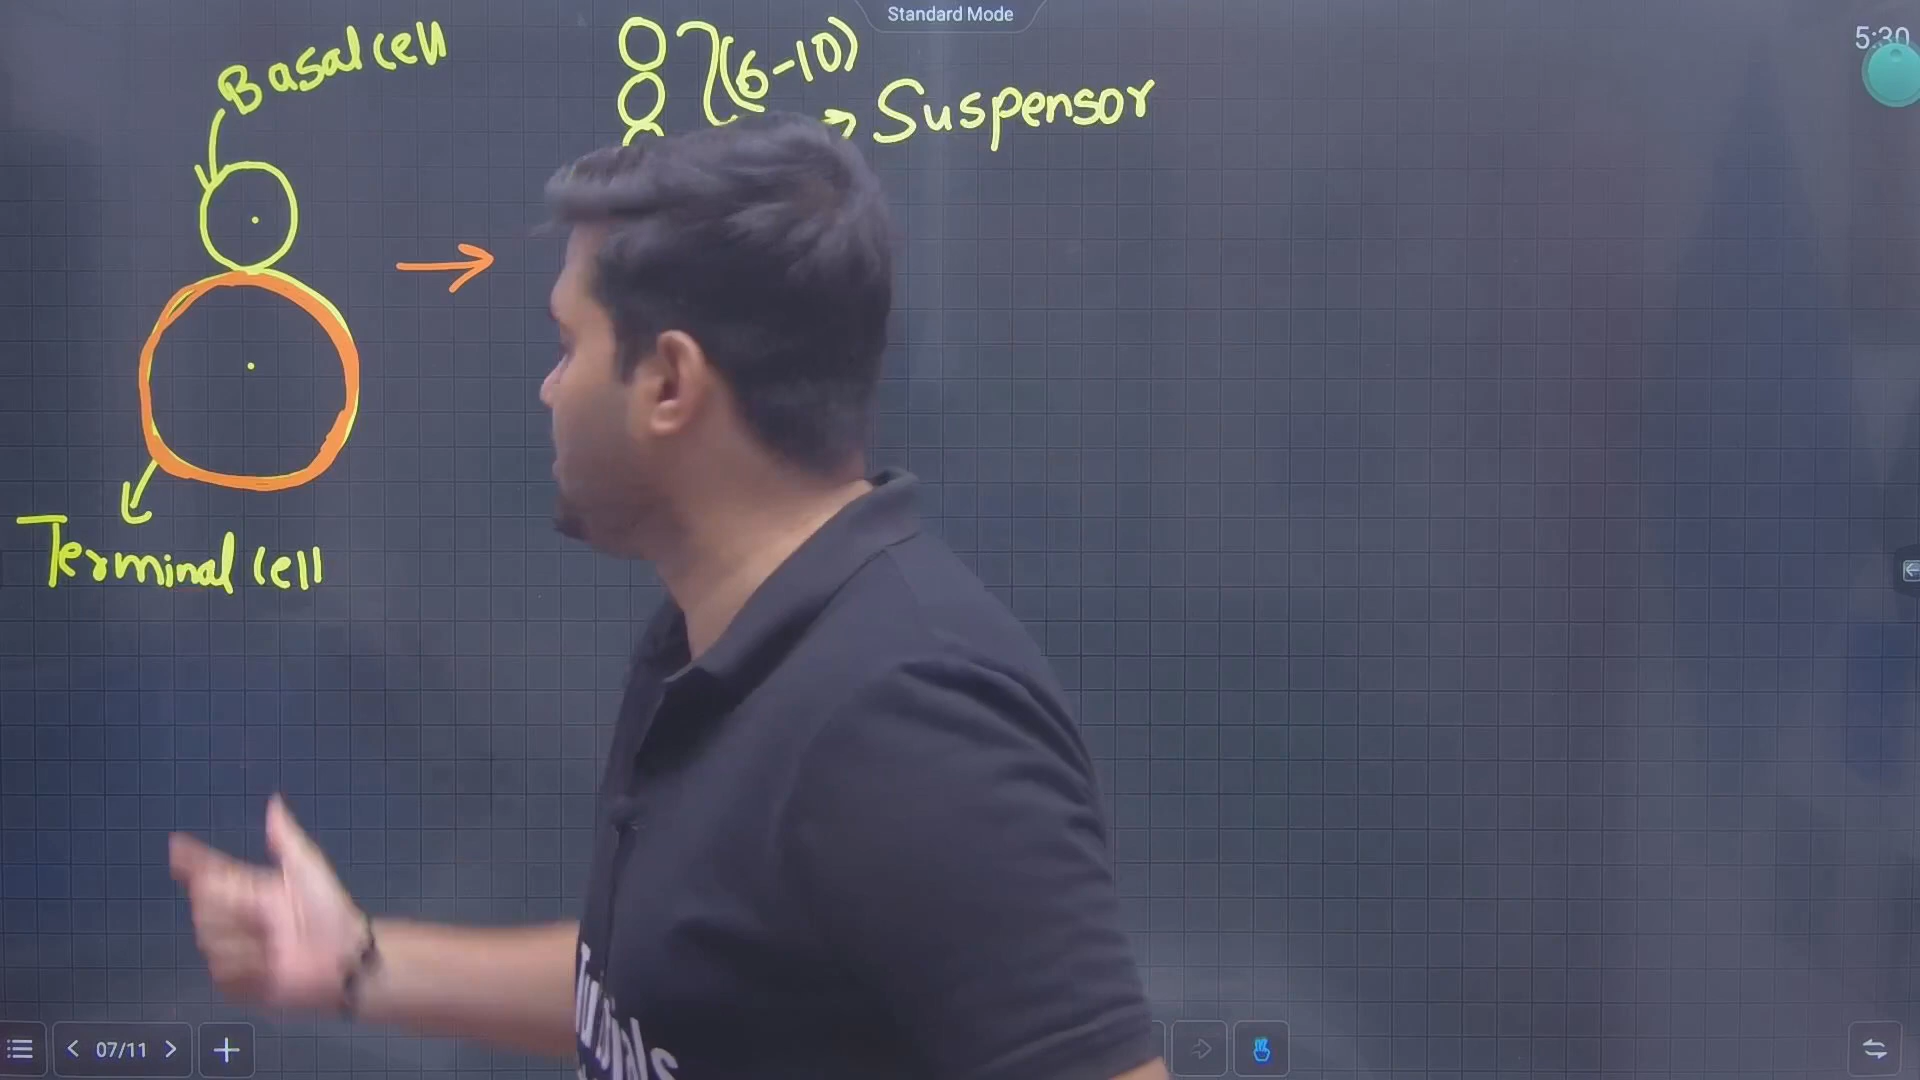 Standard Mode
5:30
Basal cell
(6-10)
Suspensor
Terminal cell
07/11